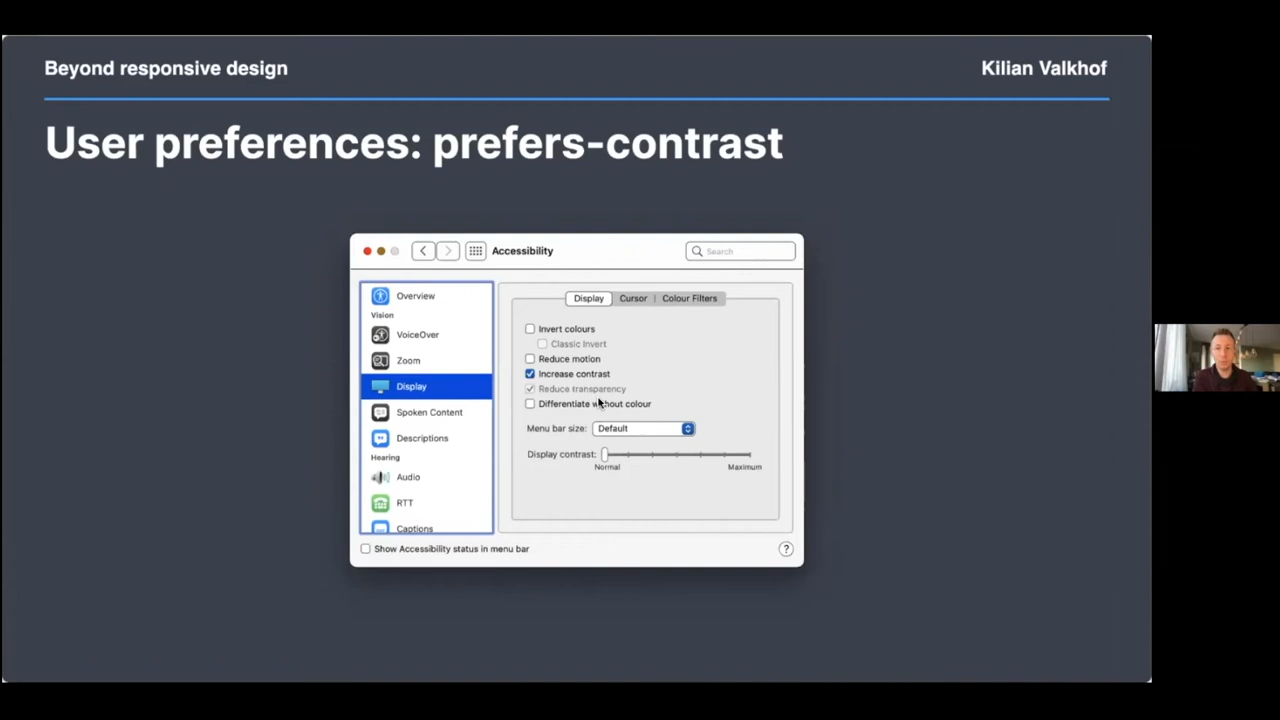 Beyond responsive design
Kilian Valkhof
User preferences: prefers-contrast
Accessibility
Search
Overview
Vision
VoiceOver
Zoom
Display
Spoken Content
Descriptions
Hearing
Audio
RTT
Captions
Display
Cursor
Colour Filters
Invert colours
Classic Invert
Reduce motion
Increase contrast
Reduce transparency
Differentiate without colour
Menu bar size: Default
Display contrast:
Normal
Maximum
Show Accessibility status in menu bar
?